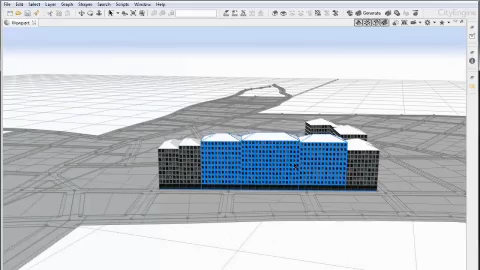 File Edit Select Layer Graph Shapes Search Scripts Window Help
Generate
CityEngine
Viewport